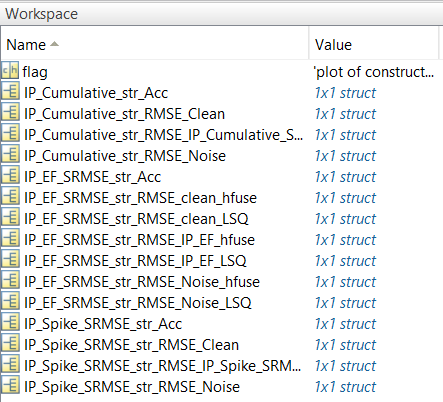 Workspace
Name Value
flag 'plot of construct...
IP_Cumulative_str_Acc 1x1 struct
IP_Cumulative_str_RMSE_Clean 1x1 struct
IP_Cumulative_str_RMSE_IP_Cumulative_S... 1x1 struct
IP_Cumulative_str_RMSE_Noise 1x1 struct
IP_EF_SRMSE_str_Acc 1x1 struct
IP_EF_SRMSE_str_RMSE_clean_hfuse 1x1 struct
IP_EF_SRMSE_str_RMSE_clean_LSQ 1x1 struct
IP_EF_SRMSE_str_RMSE_IP_EF_hfuse 1x1 struct
IP_EF_SRMSE_str_RMSE_IP_EF_LSQ 1x1 struct
IP_EF_SRMSE_str_RMSE_Noise_hfuse 1x1 struct
IP_EF_SRMSE_str_RMSE_Noise_LSQ 1x1 struct
IP_Spike_SRMSE_str_Acc 1x1 struct
IP_Spike_SRMSE_str_RMSE_Clean 1x1 struct
IP_Spike_SRMSE_str_RMSE_IP_Spike_SRM... 1x1 struct
IP_Spike_SRMSE_str_RMSE_Noise 1x1 struct